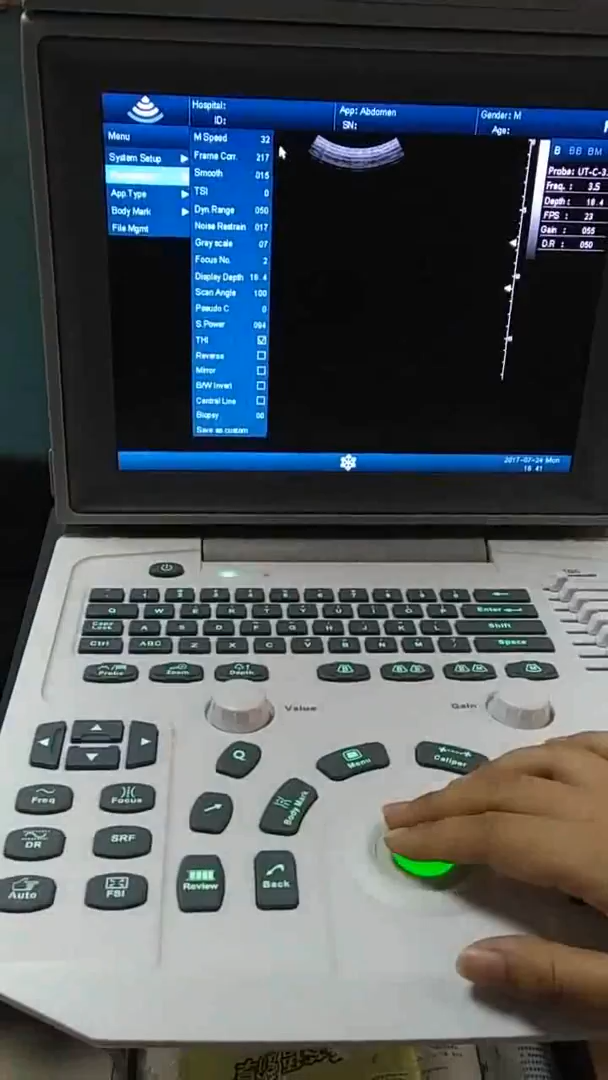 Hospital:
ID:
App: Abdomen
SN:
Gender: M
Age:
Menu
System Setup
App.Type
Body Mark
File Mgmt
M Speed 32
Frame Corr. 217
Smooth 015
TSI 0
Dyn.Range 050
Noise Restrain 017
Gray scale 07
Focus No. 2
Display Depth 18.4
Scan Angle 100
Pseudo C 0
S.Power 094
THI
Reverse
Mirror
B/W Invert
Central Line
Biopsy 00
Save as custom
B BB BM
Probe: UT-C-3.
Freq. : 3.5
Depth : 18.4
FPS : 23
Gain : 055
D.R : 050
2017-07-24 Mon
16 41
Q W E R T Y U I O P Enter
Caps Lock A S D F G H J K L Shift
Ctrl ABC Z X C V B N M Space
Probe Zoom Depth B M
Value
Gain
Q
Menu
Caliper
Body Mark
Freq
Focus
DR
SRF
Auto
FSI
Review
Back